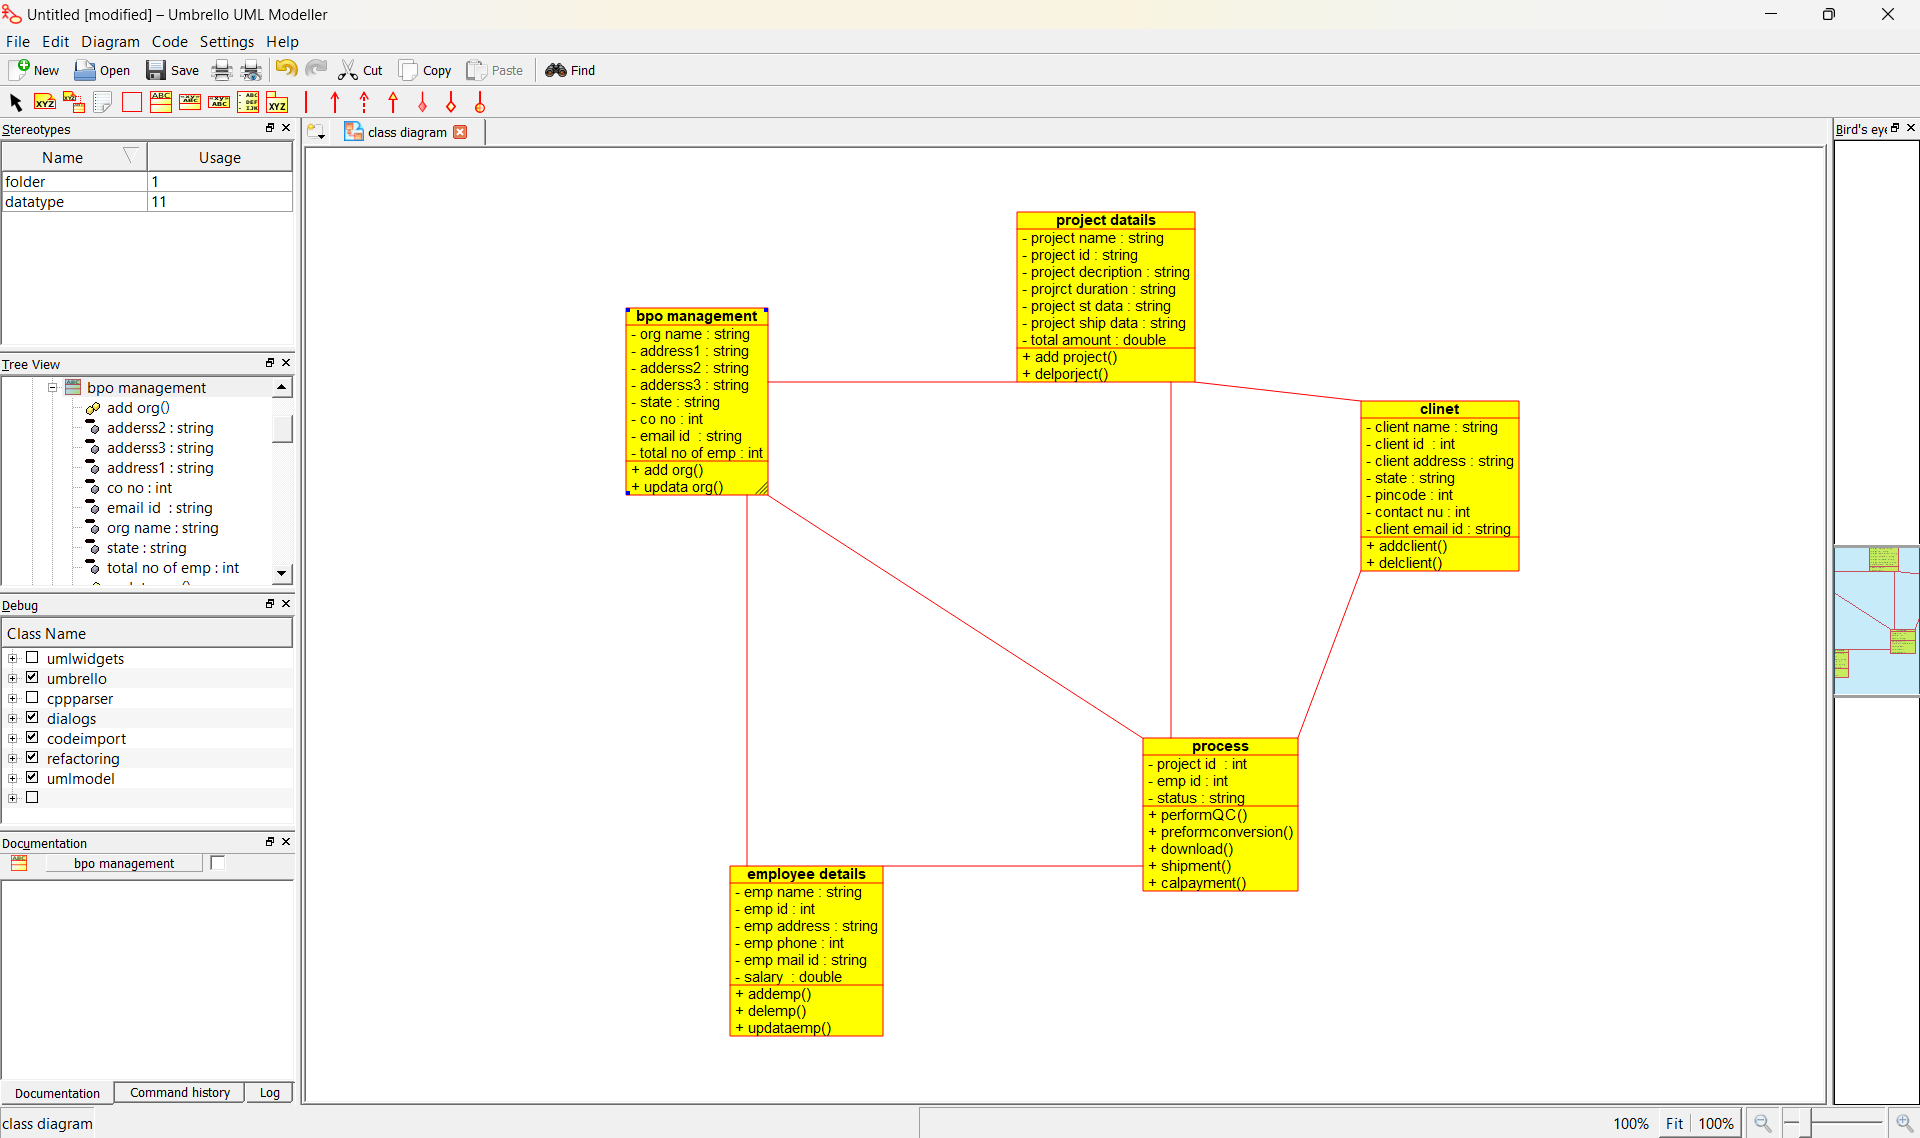 Untitled [modified] – Umbrello UML Modeller
File Edit Diagram Code Settings Help
New Open Save Cut Copy Paste Find
Stereotypes
Name Usage
folder 1
datatype 11
Tree View
bpo management
add org()
adderss2 : string
adderss3 : string
address1 : string
co no : int
email id : string
org name : string
state : string
total no of emp : int
Debug
Class Name
umlwidgets
umbrello
cppparser
dialogs
codeimport
refactoring
umlmodel
Documentation
bpo management
Documentation Command history Log
class diagram
class diagram
project datails
- project name : string
- project id : string
- project decription : string
- projrct duration : string
- project st data : string
- project ship data : string
- total amount : double
+ add project()
+ delporject()
bpo management
- org name : string
- address1 : string
- adderss2 : string
- adderss3 : string
- state : string
- co no : int
- email id : string
- total no of emp : int
+ add org()
+ updata org()
clinet
- client name : string
- client id : int
- client address : string
- state : string
- pincode : int
- contact nu : int
- client email id : string
+ addclient()
+ delclient()
process
- project id : int
- emp id : int
- status : string
+ performQC()
+ preformconversion()
+ download()
+ shipment()
+ calpayment()
employee details
- emp name : string
- emp id : int
- emp address : string
- emp phone : int
- emp mail id : string
- salary : double
+ addemp()
+ delemp()
+ updataemp()
Bird's eye
100% Fit 100%